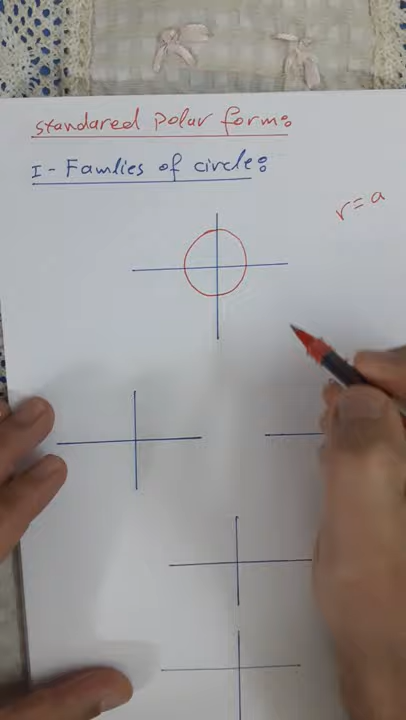 standared polar form:
I- Famlies of circle:
r=a